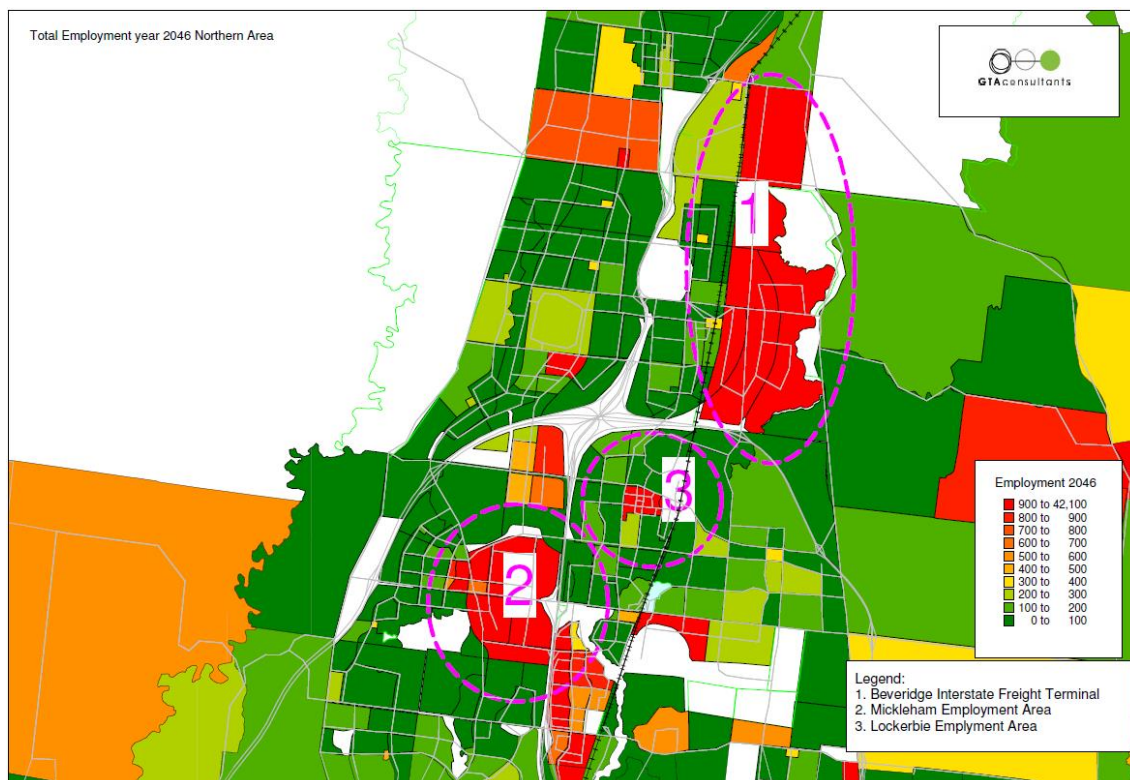 Total Employment year 2046 Northern Area
GTAconsultants
1
3
2
Employment 2046
900 to 42,100
800 to 900
700 to 800
600 to 700
500 to 600
400 to 500
300 to 400
200 to 300
100 to 200
0 to 100
Legend:
1. Beveridge Interstate Freight Terminal
2. Mickleham Employment Area
3. Lockerbie Emplyment Area